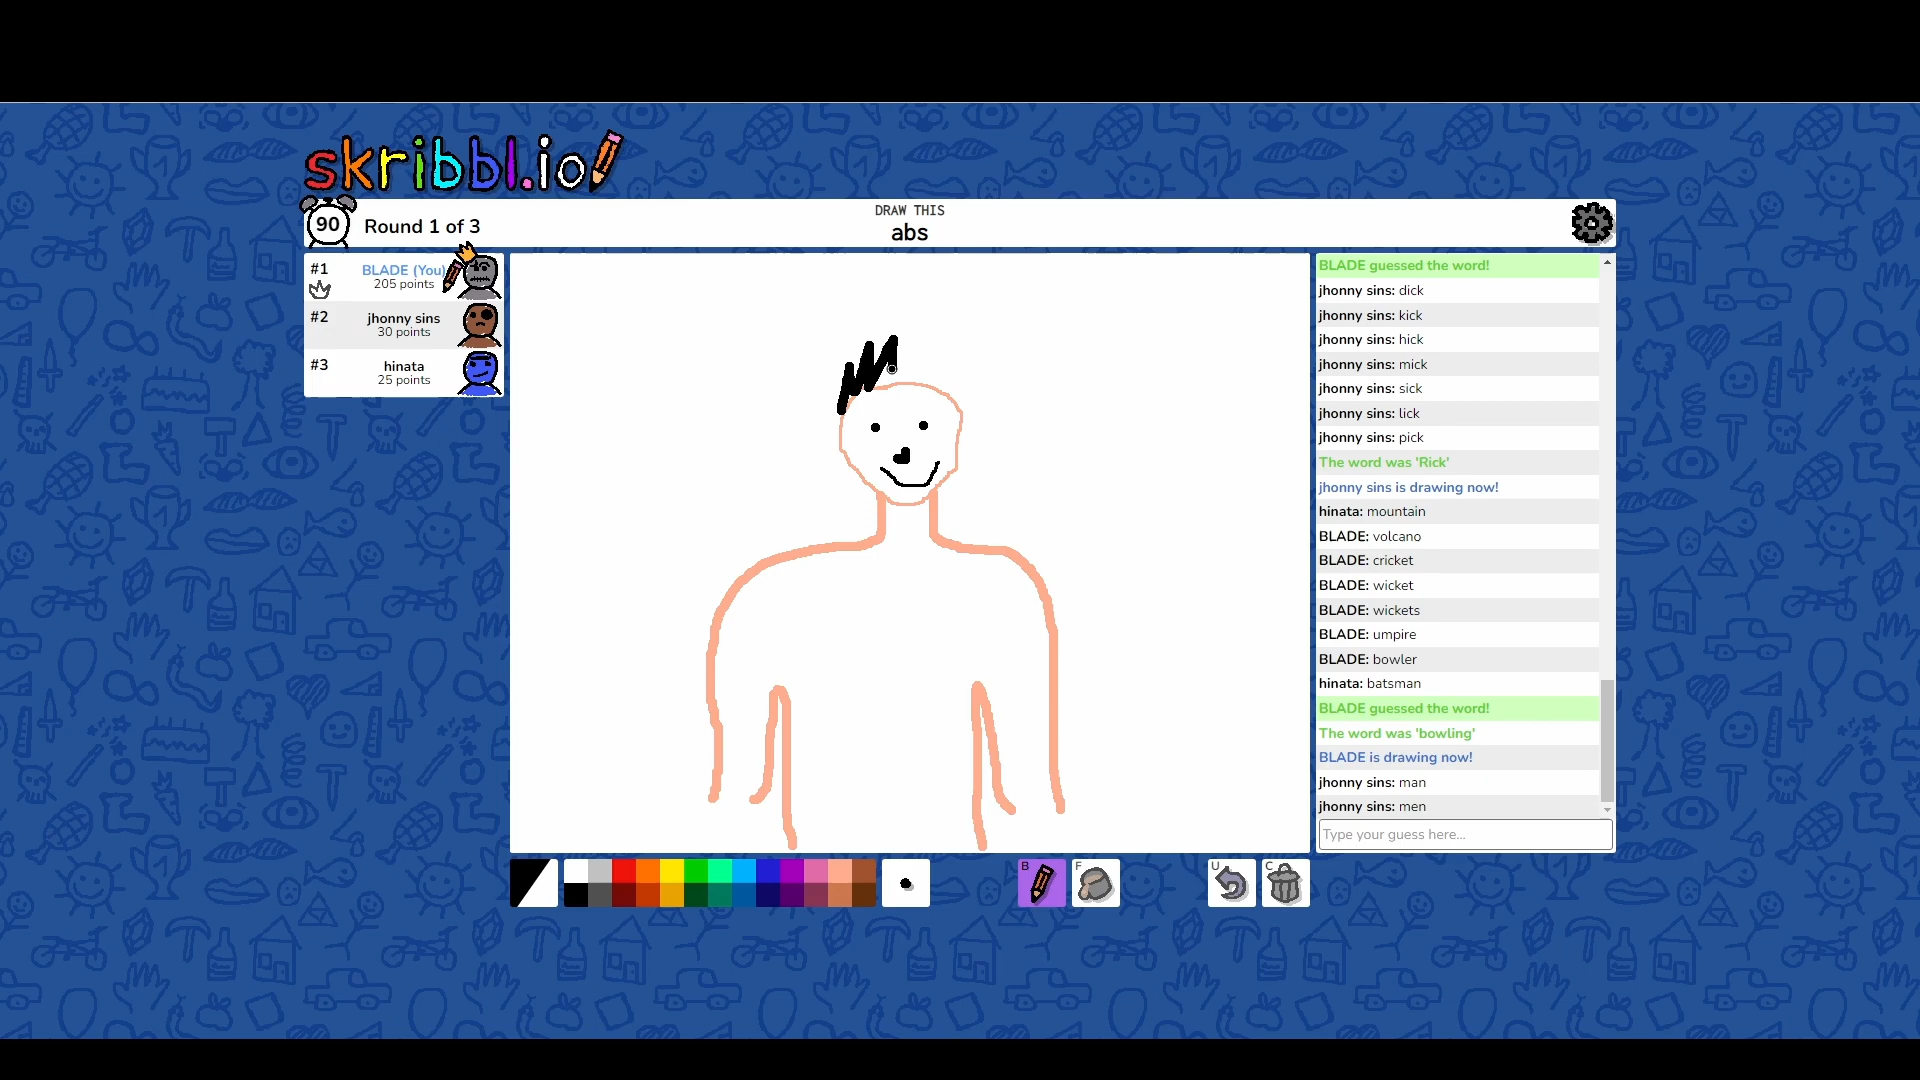 skribbl.io
90
Round 1 of 3
DRAW THIS
abs
#1
BLADE (You)
205 points
#2
jhonny sins
30 points
#3
hinata
25 points
BLADE guessed the word!
jhonny sins: dick
jhonny sins: kick
jhonny sins: hick
jhonny sins: mick
jhonny sins: sick
jhonny sins: lick
jhonny sins: pick
The word was 'Rick'
jhonny sins is drawing now!
hinata: mountain
BLADE: volcano
BLADE: cricket
BLADE: wicket
BLADE: wickets
BLADE: umpire
BLADE: bowler
hinata: batsman
BLADE guessed the word!
The word was 'bowling'
BLADE is drawing now!
jhonny sins: man
jhonny sins: men
Type your guess here...
B
F
U
C